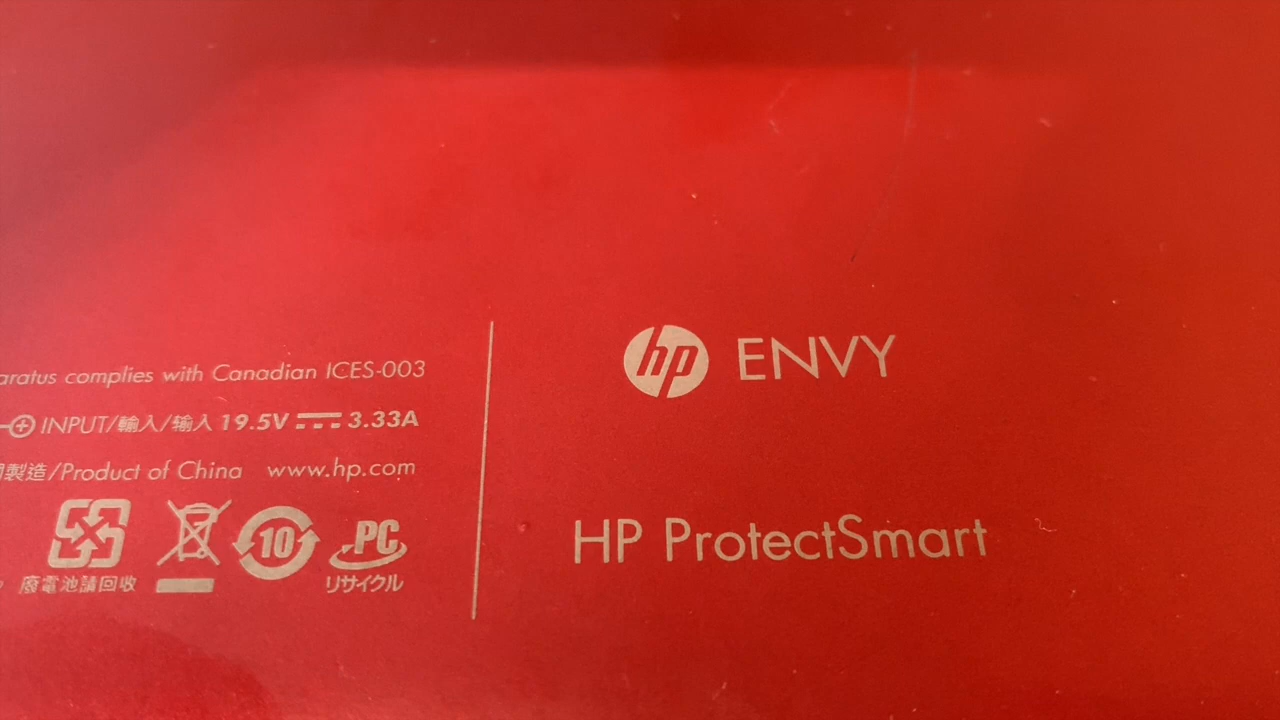 complies with Canadian ICES-003
INPUT/輸入/输入 19.5V 3.33A
製造/Product of China www.hp.com
10
PC
廢電池請回收
リサイクル
hp ENVY
HP ProtectSmart